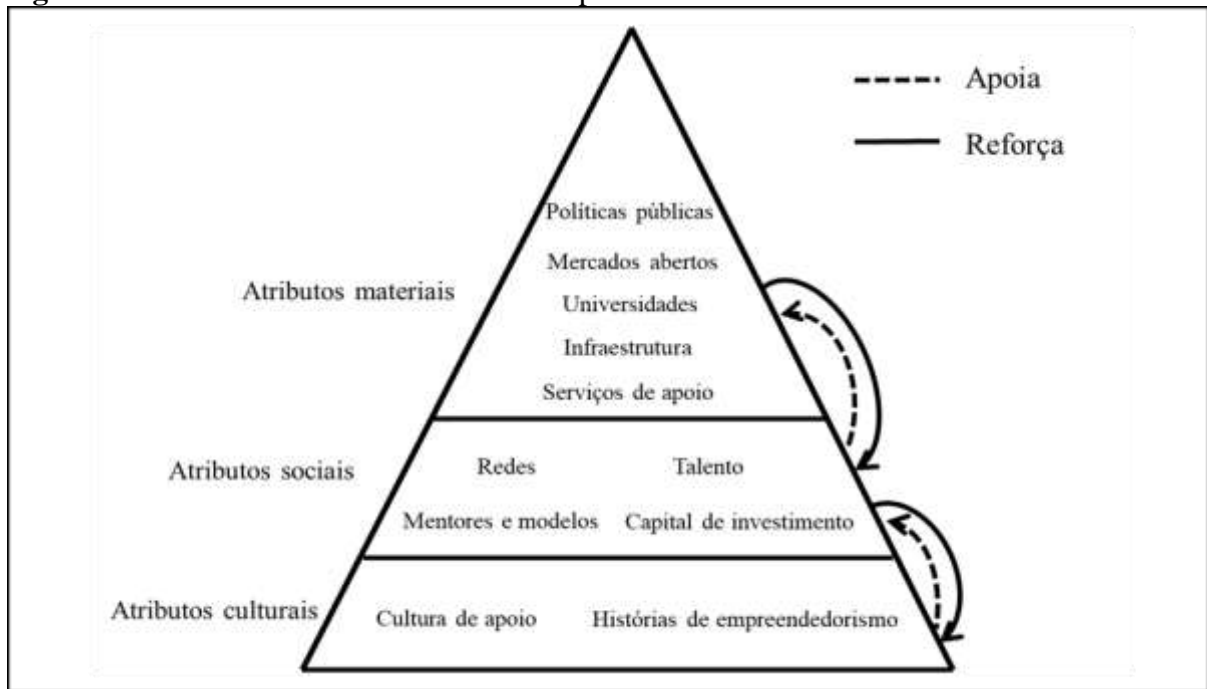 Apoia
Reforça
Políticas públicas
Mercados abertos
Atributos materiais
Universidades
Infraestrutura
Serviços de apoio
Atributos sociais
Redes Talento
Mentores e modelos Capital de investimento
Atributos culturais
Cultura de apoio Histórias de empreendedorismo